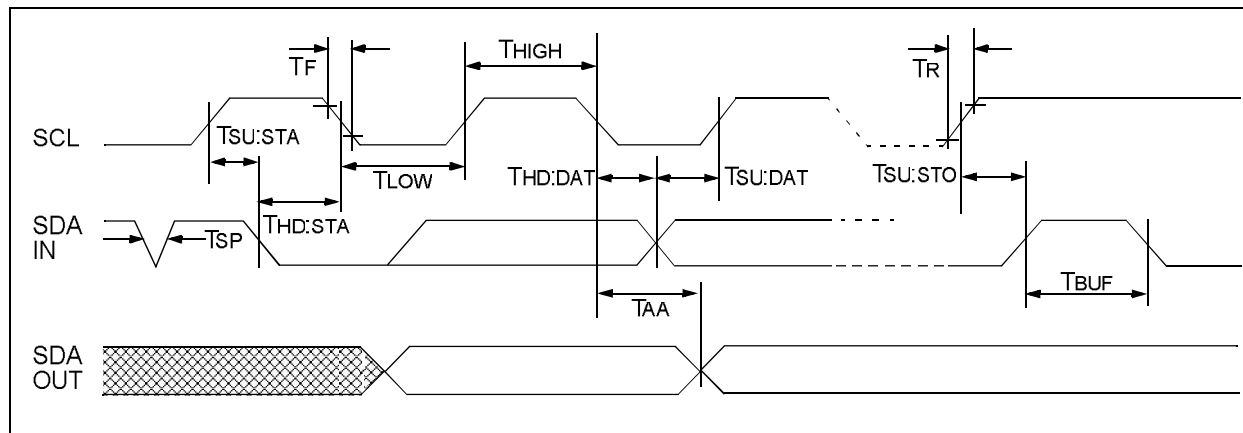 TF
THIGH
TR
SCL
TSU:STA
TLOW
THD:DAT
TSU:DAT
TSU:STO
SDA
IN
TSP
THD:STA
TBUF
TAA
SDA
OUT